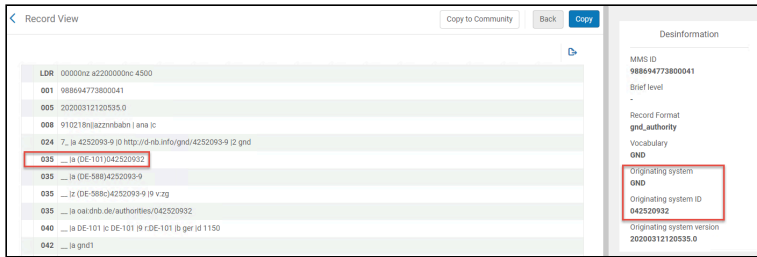 Record View
Copy to Community
Back
Copy
LDR 00000nz a2200000nc 4500
001 988694773800041
005 20200312120535.0
008 910218n||azznnbabn | ana |c
024 7_ |a 4252093-9 |0 http://d-nb.info/gnd/4252093-9 |2 gnd
035 __ |a (DE-101)042520932
035 __ |a (DE-588)4252093-9
035 __ |z (DE-588c)4252093-9 |9 v:zg
035 __ |a oai:dnb.de/authorities/042520932
040 __ |a DE-101 |c DE-101 |9 r:DE-101 |b ger |d 1150
042 __ |a gnd1
Desinformation
MMS ID
988694773800041
Brief level
-
Record Format
gnd_authority
Vocabulary
GND
Originating system
GND
Originating system ID
042520932
Originating system version
20200312120535.0